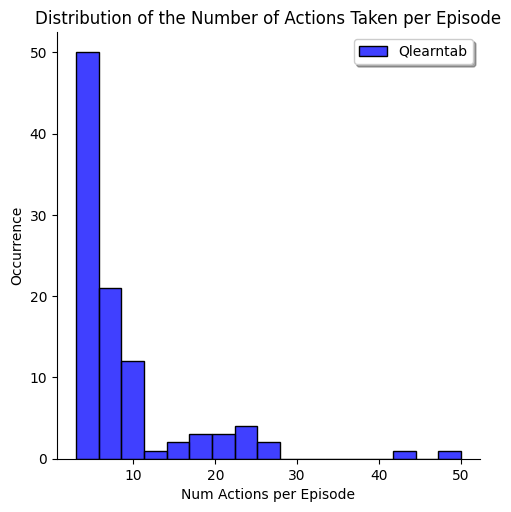 Distribution of the Number of Actions Taken per Episode
Qlearntab
50
40
30
20
10
0
Occurrence
10 20 30 40 50
Num Actions per Episode